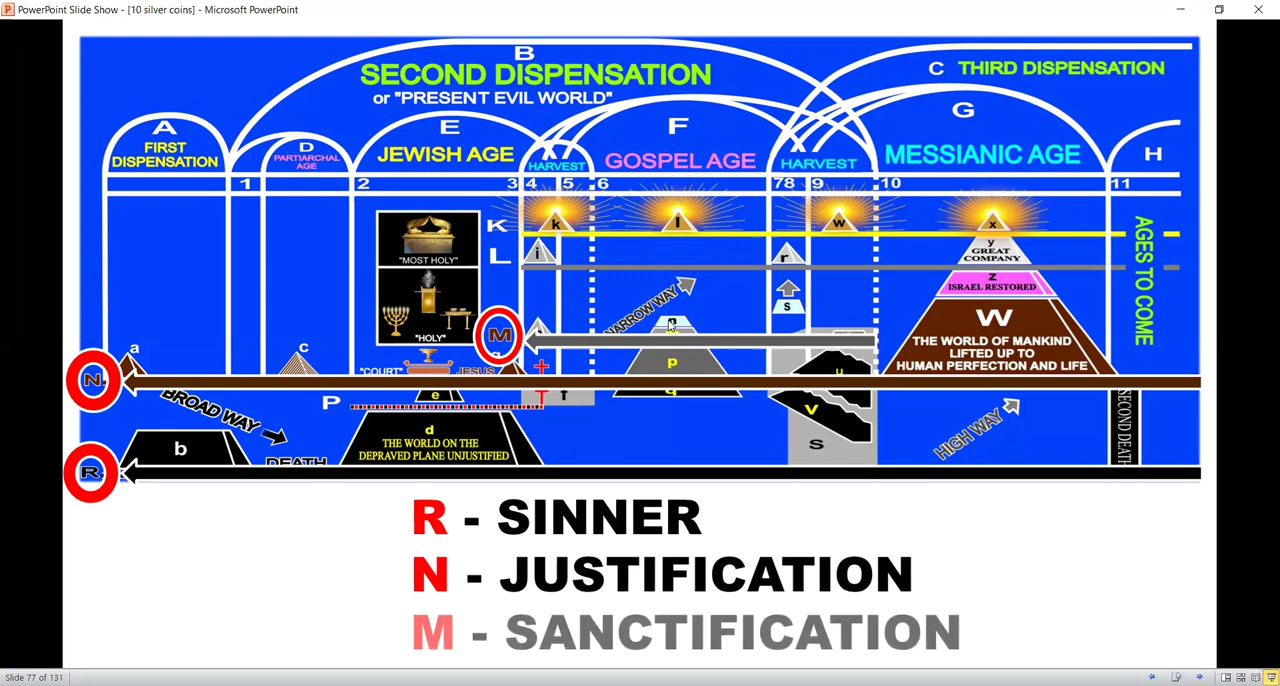 PowerPoint Slide Show - [10 silver coins] - Microsoft PowerPoint
B
SECOND DISPENSATION
or "PRESENT EVIL WORLD"
C THIRD DISPENSATION
A
FIRST
DISPENSATION
D
PARTIARCHAL
AGE
E
JEWISH AGE
HARVEST
F
GOSPEL AGE
HARVEST
G
MESSIANIC AGE
H
1 2 3 4 5 6 7 8 9 10 11
"MOST HOLY"
"HOLY"
"COURT"
JESUS
K
L
M
N
R
P
k
l
w
x
y
GREAT
COMPANY
i
r
s
z
ISRAEL RESTORED
W
THE WORLD OF MANKIND
LIFTED UP TO
HUMAN PERFECTION AND LIFE
AGES TO COME
NARROW WAY
a
c
p
q
u
V
S
e
T
f
BROAD WAY
b
DEATH
d
THE WORLD ON THE
DEPRAVED PLANE UNJUSTIFIED
HIGH WAY
SECOND DEATH
R - SINNER
N - JUSTIFICATION
M - SANCTIFICATION
Slide 77 of 131